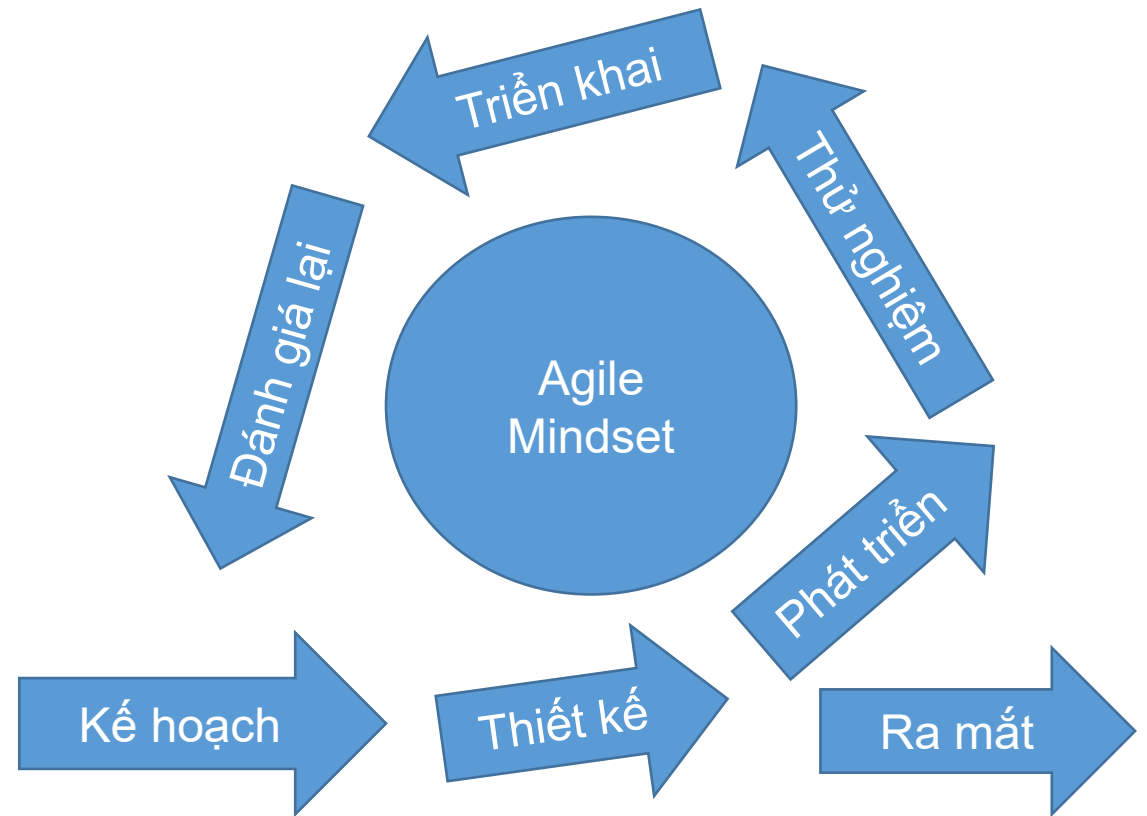 Triển khai
Thử nghiệm
Đánh giá lại
Agile
Mindset
Phát triển
Kế hoạch
Thiết kế
Ra mắt